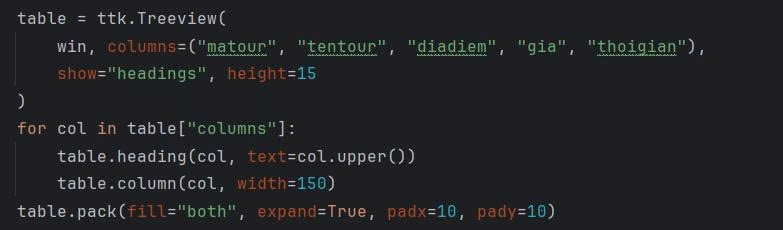 table = ttk.Treeview(
    win, columns=("matour", "tentour", "diadiem", "gia", "thoigian"),
    show="headings", height=15
)
for col in table["columns"]:
    table.heading(col, text=col.upper())
    table.column(col, width=150)
table.pack(fill="both", expand=True, padx=10, pady=10)